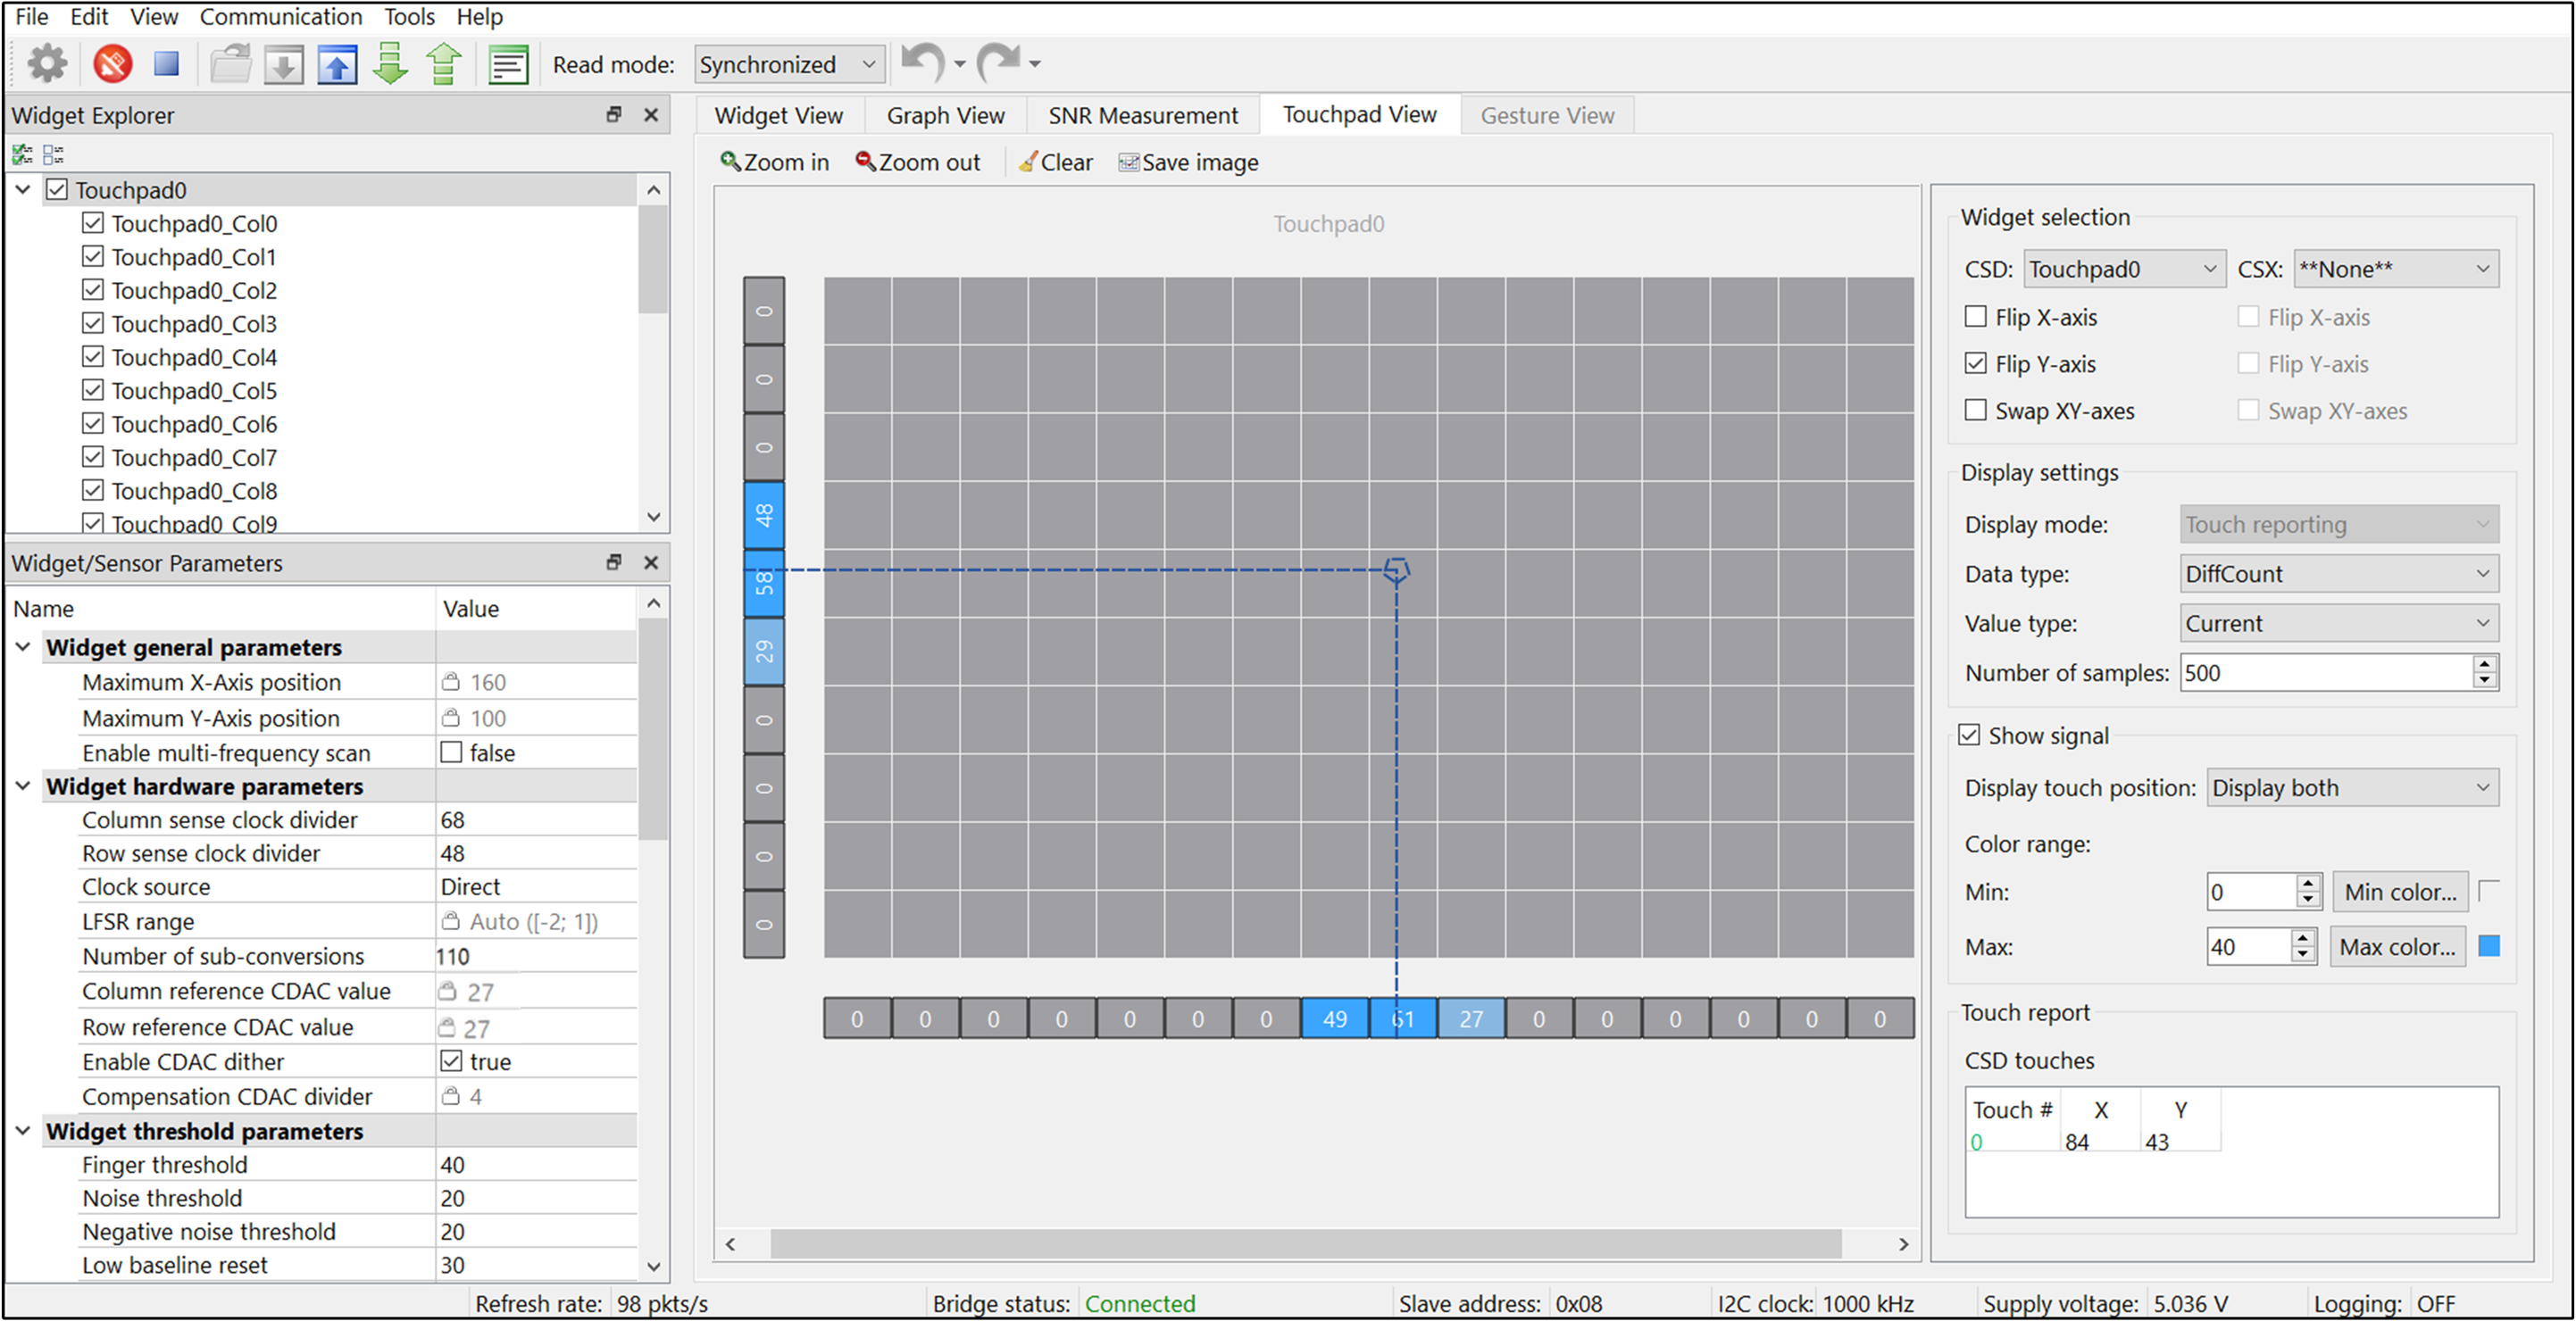 File Edit View Communication Tools Help
Read mode: Synchronized
Widget Explorer
Touchpad0
Touchpad0_Col0
Touchpad0_Col1
Touchpad0_Col2
Touchpad0_Col3
Touchpad0_Col4
Touchpad0_Col5
Touchpad0_Col6
Touchpad0_Col7
Touchpad0_Col8
Touchpad0_Col9
Widget/Sensor Parameters
Name Value
Widget general parameters
Maximum X-Axis position 160
Maximum Y-Axis position 100
Enable multi-frequency scan false
Widget hardware parameters
Column sense clock divider 68
Row sense clock divider 48
Clock source Direct
LFSR range Auto ([-2; 1])
Number of sub-conversions 110
Column reference CDAC value 27
Row reference CDAC value 27
Enable CDAC dither true
Compensation CDAC divider 4
Widget threshold parameters
Finger threshold 40
Noise threshold 20
Negative noise threshold 20
Low baseline reset 30
Widget View Graph View SNR Measurement Touchpad View Gesture View
Zoom in Zoom out Clear Save image
Touchpad0
0
0
0
48
58
29
0
0
0
0
0 0 0 0 0 0 0 49 61 27 0 0 0 0 0 0
Widget selection
CSD: Touchpad0 CSX: **None**
Flip X-axis Flip X-axis
Flip Y-axis Flip Y-axis
Swap XY-axes Swap XY-axes
Display settings
Display mode: Touch reporting
Data type: DiffCount
Value type: Current
Number of samples: 500
Show signal
Display touch position: Display both
Color range:
Min: 0 Min color...
Max: 40 Max color...
Touch report
CSD touches
Touch # X Y
0 84 43
Refresh rate: 98 pkts/s Bridge status: Connected Slave address: 0x08 I2C clock: 1000 kHz Supply voltage: 5.036 V Logging: OFF